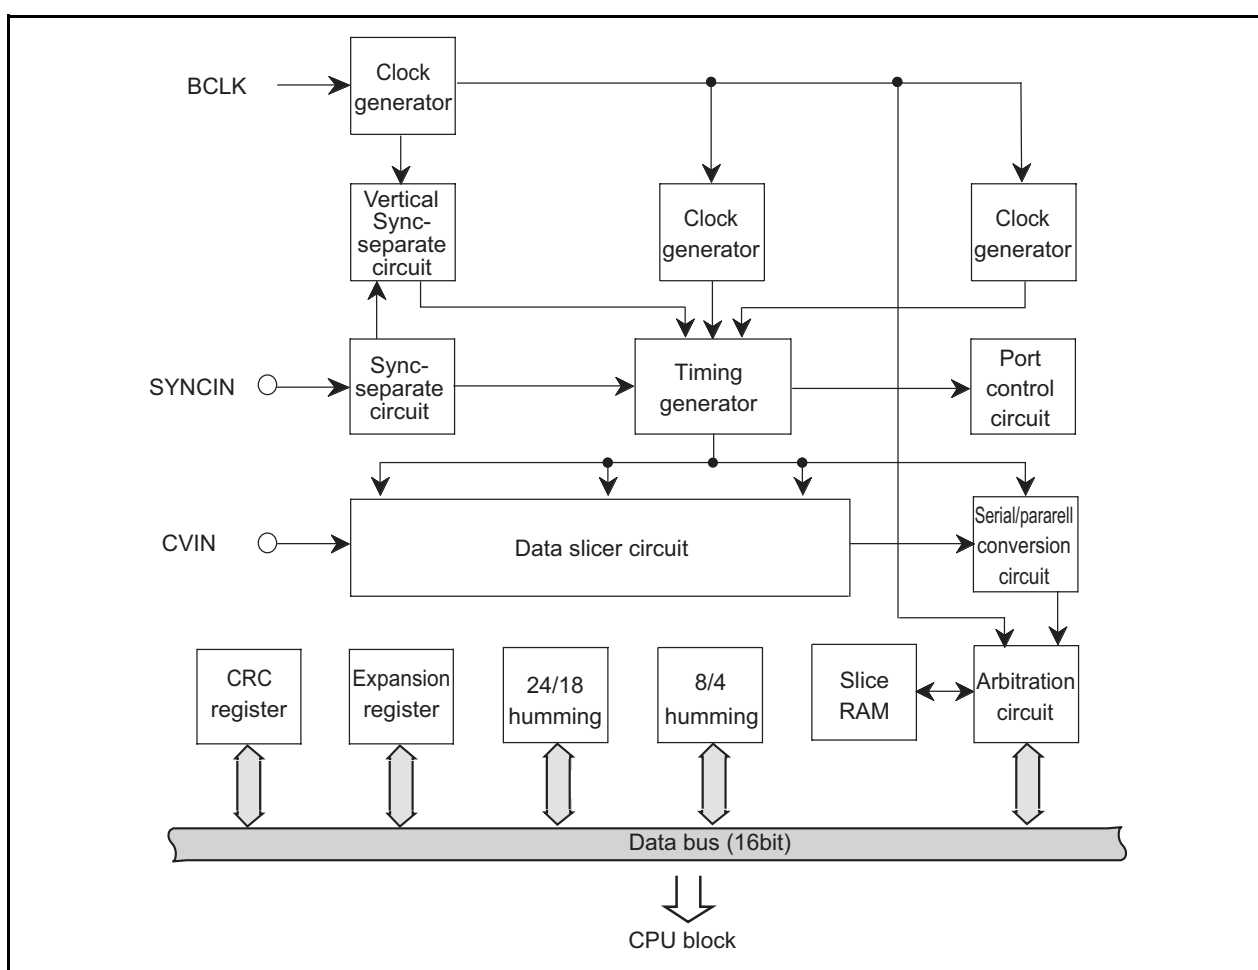 BCLK
Clock
generator
Vertical
Sync-
separate
circuit
Clock
generator
Clock
generator
SYNCIN
Sync-
separate
circuit
Timing
generator
Port
control
circuit
CVIN
Data slicer circuit
Serial/pararell
conversion
circuit
CRC
register
Expansion
register
24/18
humming
8/4
humming
Slice
RAM
Arbitration
circuit
Data bus (16bit)
CPU block